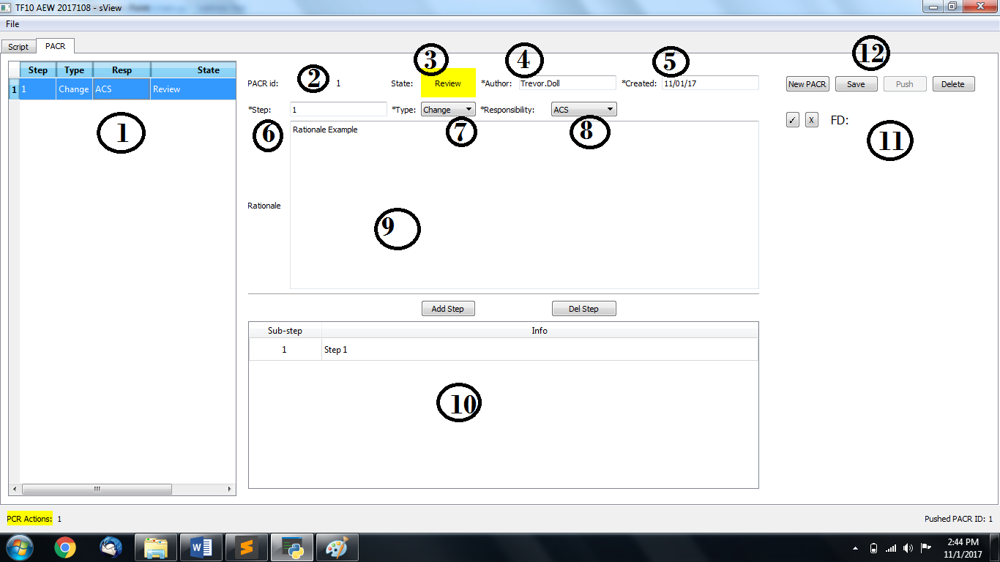 TF10 AEW 2017108 - sView
File
Script PACR
Step Type Resp State
1 1 Change ACS Review
1
PACR id: 2 1 State: 3 Review *Author: 4 Trevor.Doll *Created: 5 11/01/17
*Step: 6 1 *Type: 7 Change *Responsibility: 8 ACS
Rationale
Rationale Example
9
Add Step Del Step
Sub-step Info
1 Step 1
10
12
New PACR Save Push Delete
✓ X FD:
11
PCR Actions: 1
Pushed PACR ID: 1
W S
2:44 PM
11/1/2017